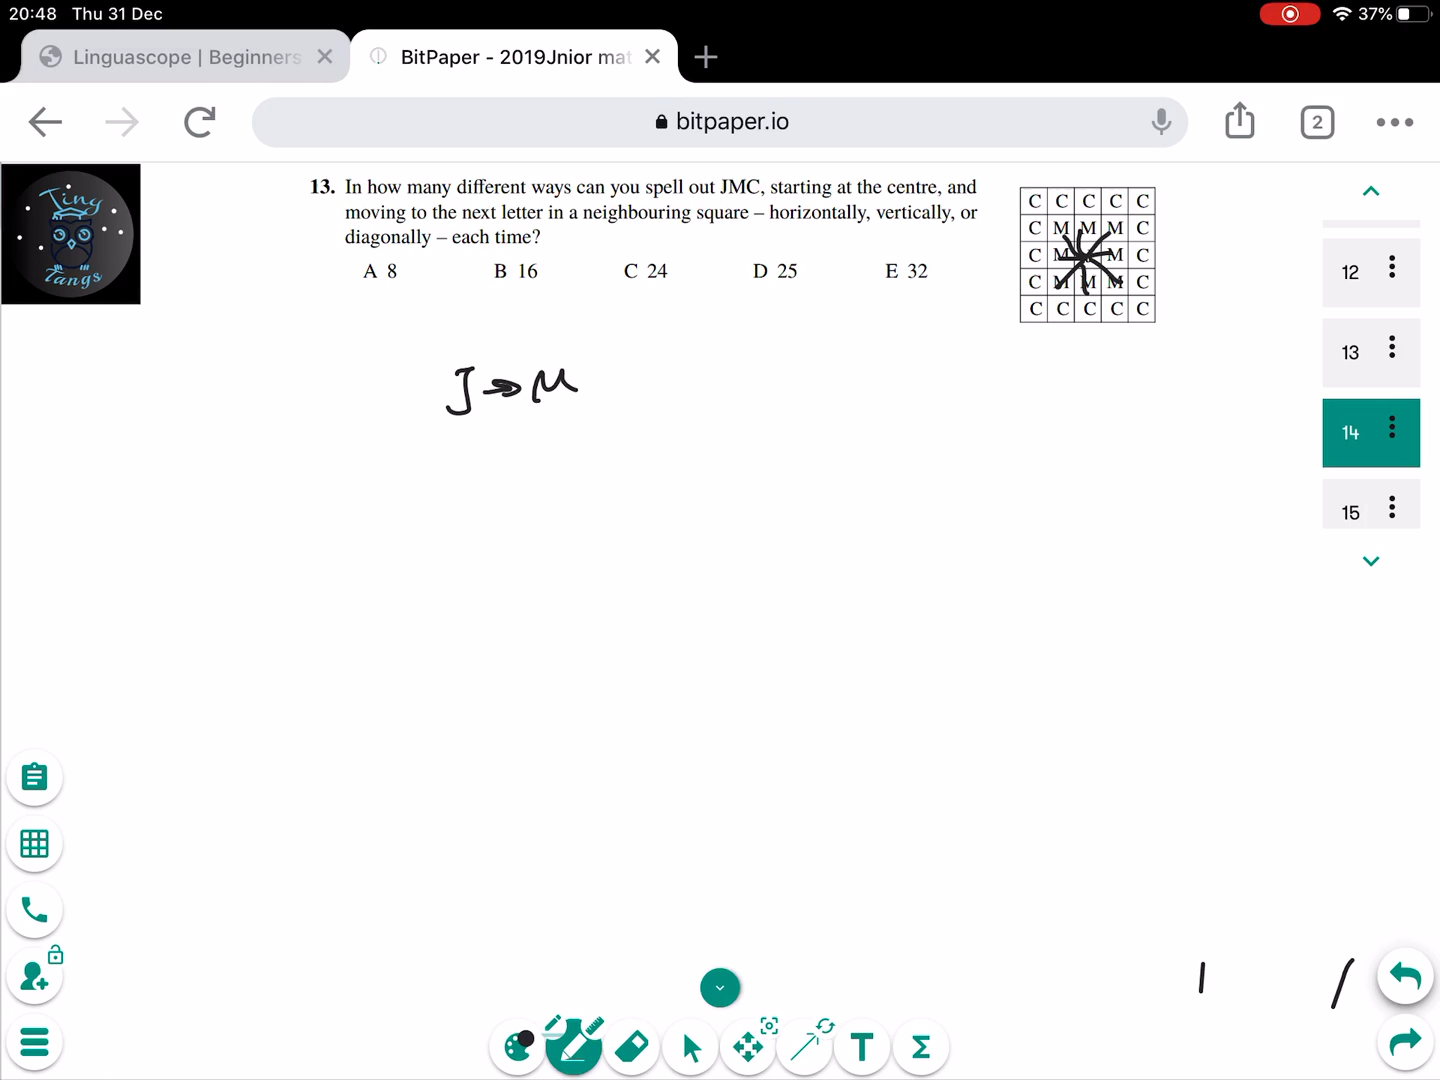 20:48 Thu 31 Dec
37%
Linguascope | Beginners
BitPaper - 2019Jnior mat
bitpaper.io
2
Tiny
Tangs
13. In how many different ways can you spell out JMC, starting at the centre, and
moving to the next letter in a neighbouring square – horizontally, vertically, or
diagonally – each time?
A 8 B 16 C 24 D 25 E 32
C C C C C
C M M M C
C M M C
C M M M C
C C C C C
J → M
12
13
14
15
T
Σ